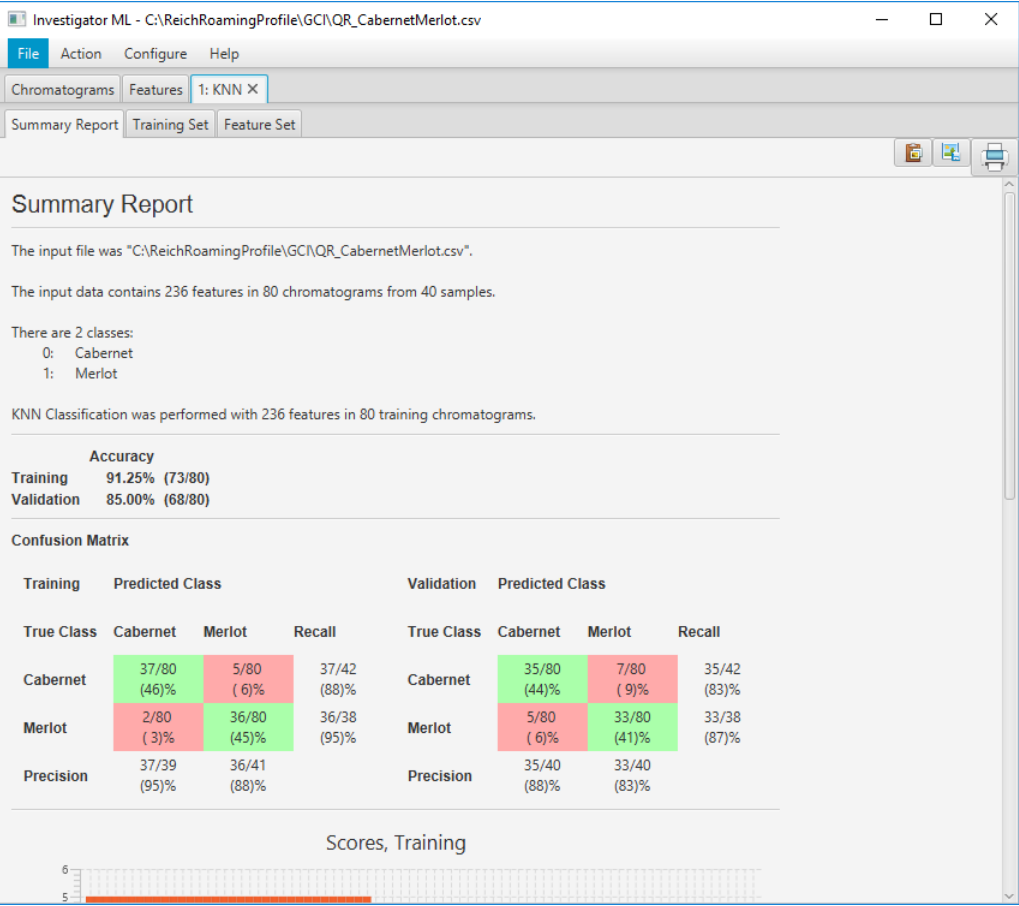 Investigator ML - C:\ReichRoamingProfile\GCI\QR_CabernetMerlot.csv
File Action Configure Help
Chromatograms Features 1: KNN ✕
Summary Report Training Set Feature Set
Summary Report
The input file was "C:\ReichRoamingProfile\GCI\QR_CabernetMerlot.csv".
The input data contains 236 features in 80 chromatograms from 40 samples.
There are 2 classes:
0: Cabernet
1: Merlot
KNN Classification was performed with 236 features in 80 training chromatograms.
Accuracy
Training 91.25% (73/80)
Validation 85.00% (68/80)
Confusion Matrix
Training Predicted Class Validation Predicted Class
True Class Cabernet Merlot Recall True Class Cabernet Merlot Recall
Cabernet 37/80 5/80 37/42 Cabernet 35/80 7/80 35/42
(46)% ( 6)% (88)% (44)% ( 9)% (83)%
Merlot 2/80 36/80 36/38 Merlot 5/80 33/80 33/38
( 3)% (45)% (95)% ( 6)% (41)% (87)%
Precision 37/39 36/41 Precision 35/40 33/40
(95)% (88)% (88)% (83)%
Scores, Training
6
5